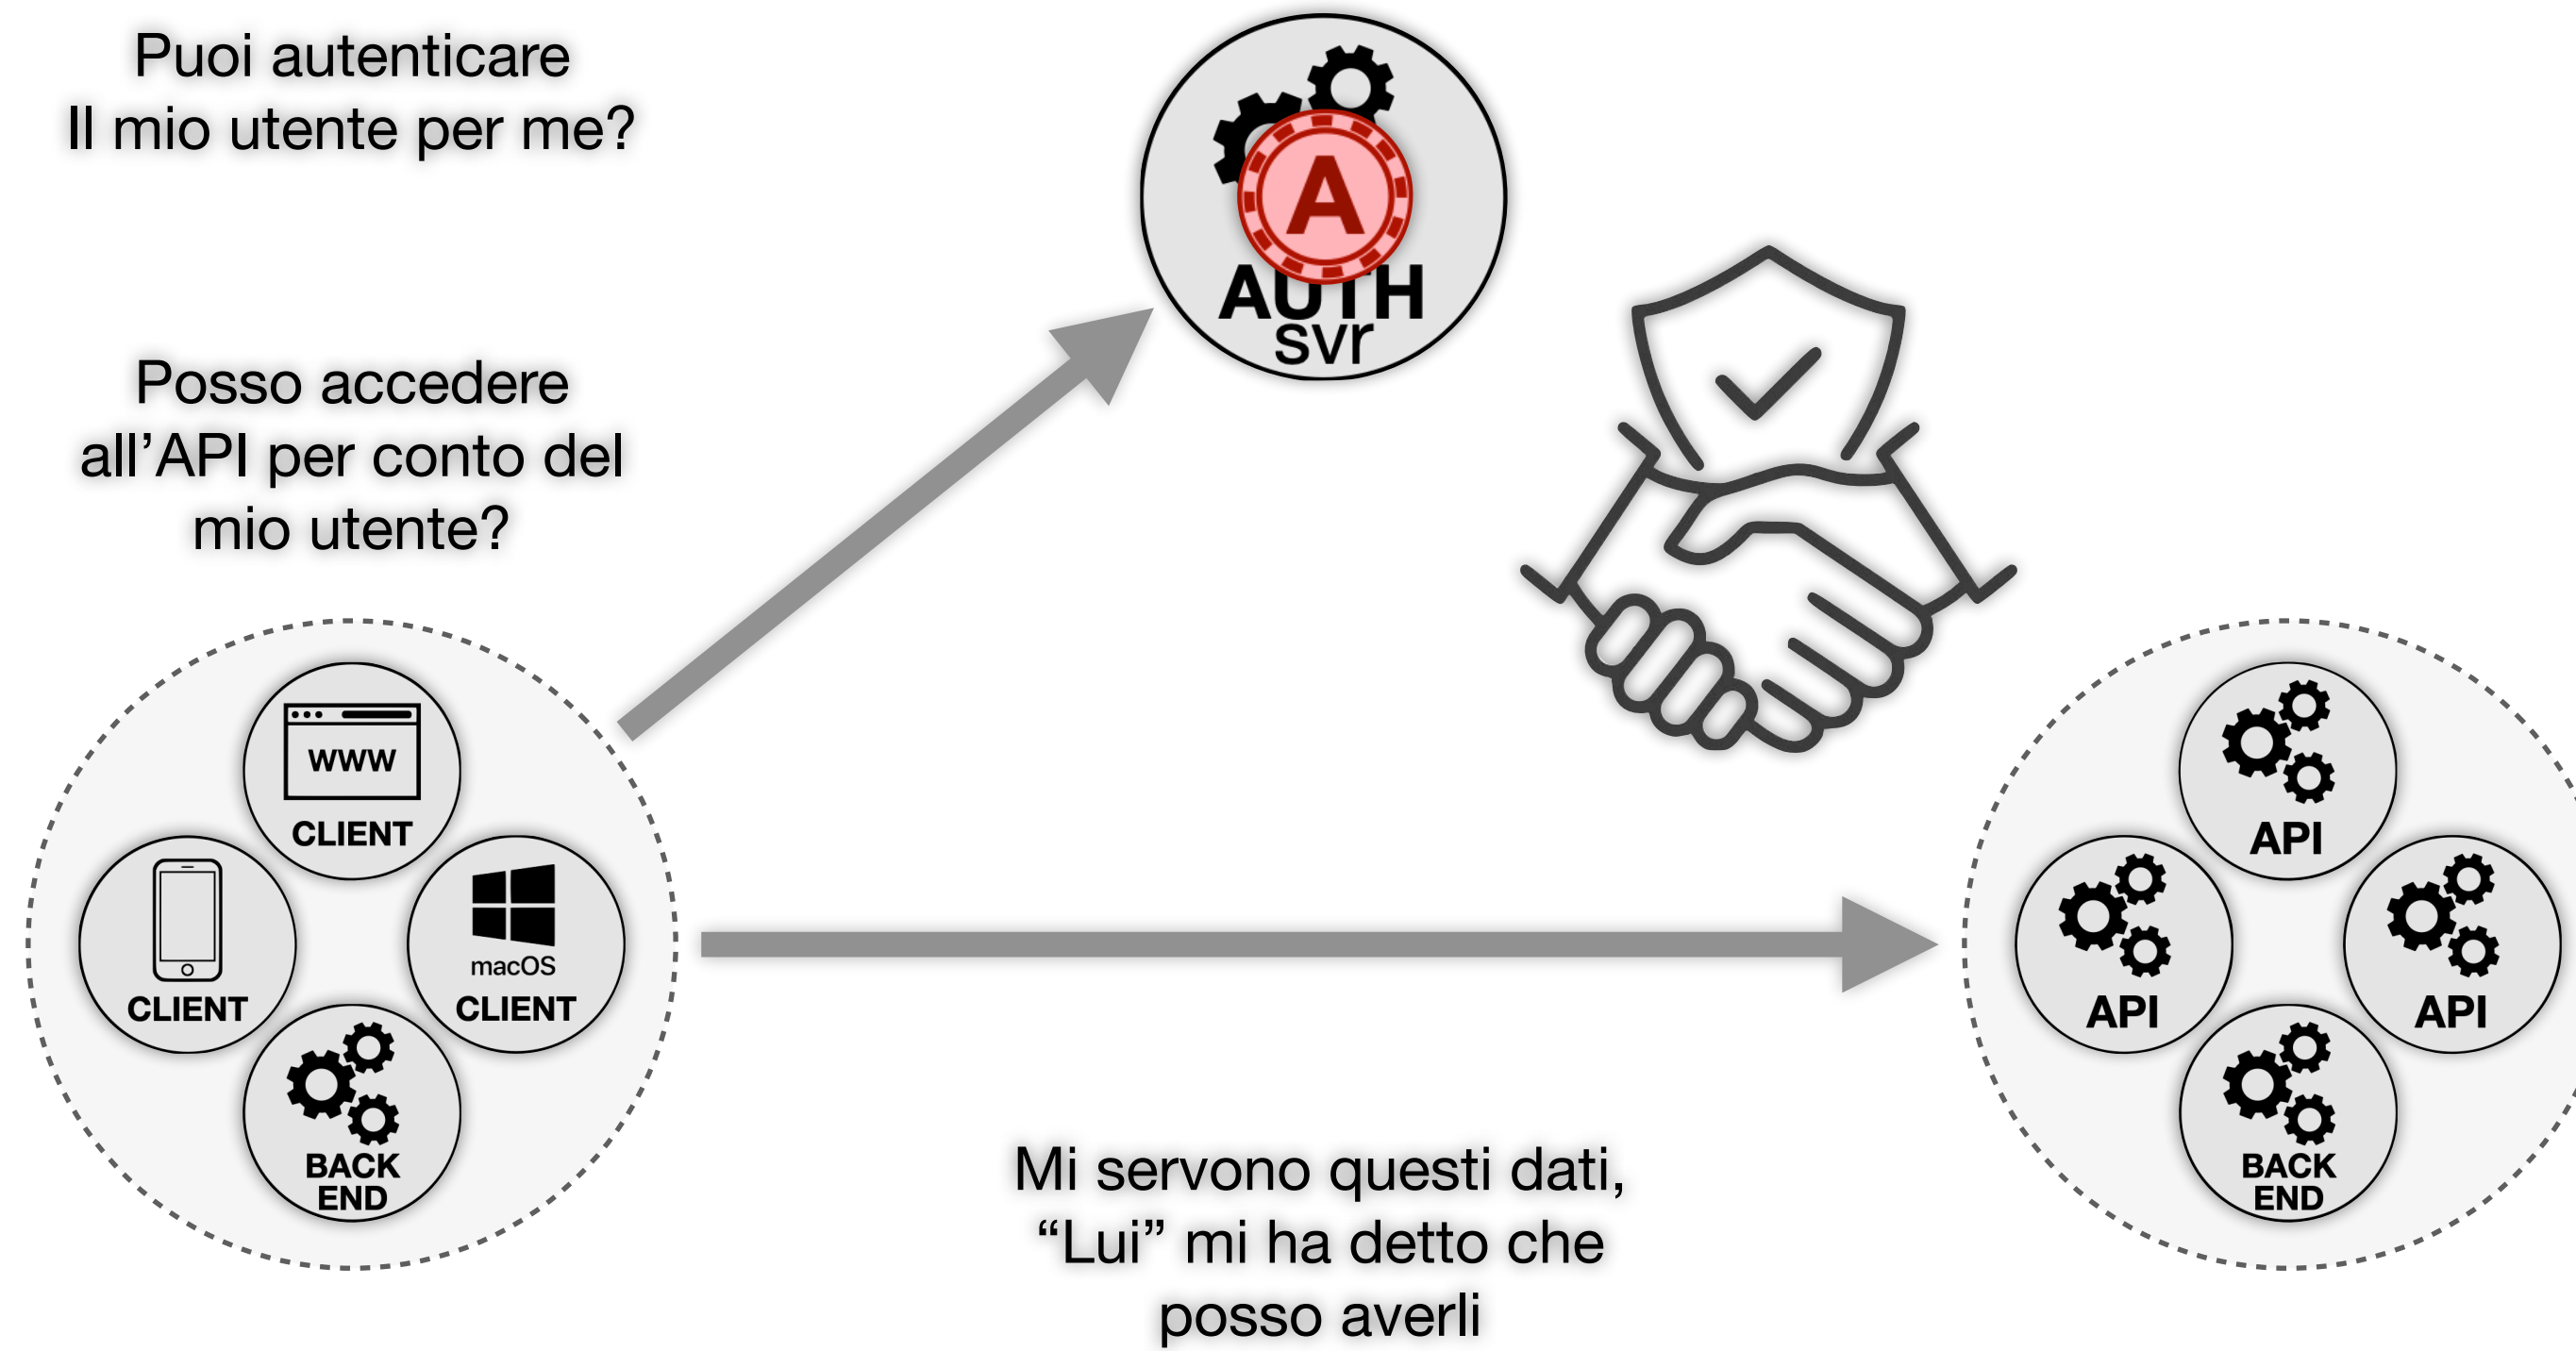 Puoi autenticare
Il mio utente per me?
Posso accedere
all’API per conto del
mio utente?
A
AUTH
svr
www
CLIENT
CLIENT
macOS
CLIENT
BACK
END
API
API
API
BACK
END
Mi servono questi dati,
“Lui” mi ha detto che
posso averli